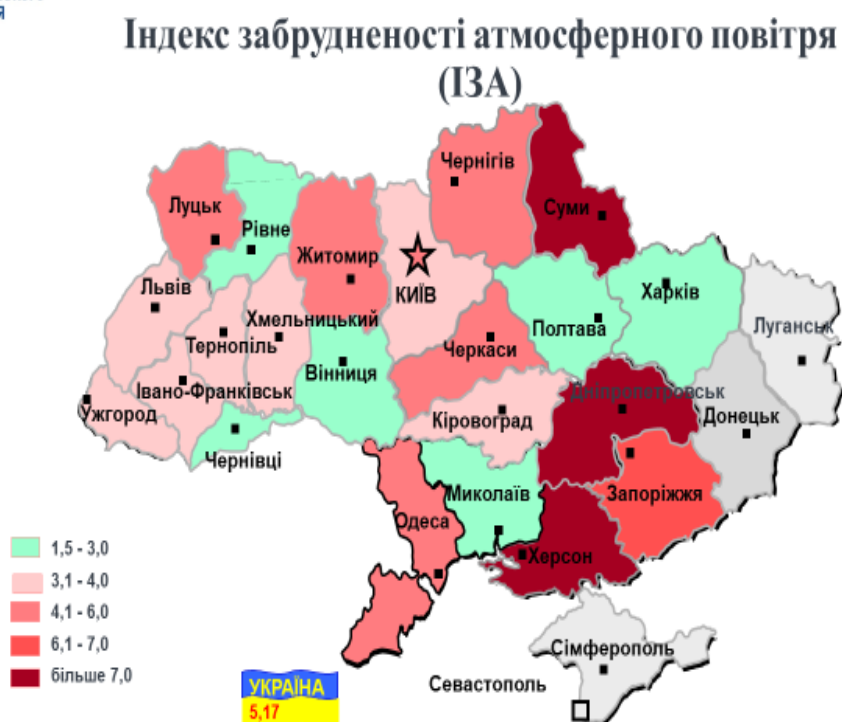 Я
Індекс забрудненості атмосферного повітря
(ІЗА)
Чернігів
Луцьк
Суми
Рівне
Житомир
Львів
КИЇВ
Харків
Хмельницький
Луганськ
Тернопіль
Полтава
Черкаси
Вінниця
Івано-Франківськ
Дніпропетровськ
Ужгород
Кіровоград
Донецьк
Чернівці
Миколаїв
Запоріжжя
Одеса
Херсон
1,5 - 3,0
3,1 - 4,0
4,1 - 6,0
6,1 - 7,0
більше 7,0
Сімферополь
Севастополь
УКРАЇНА
5,17